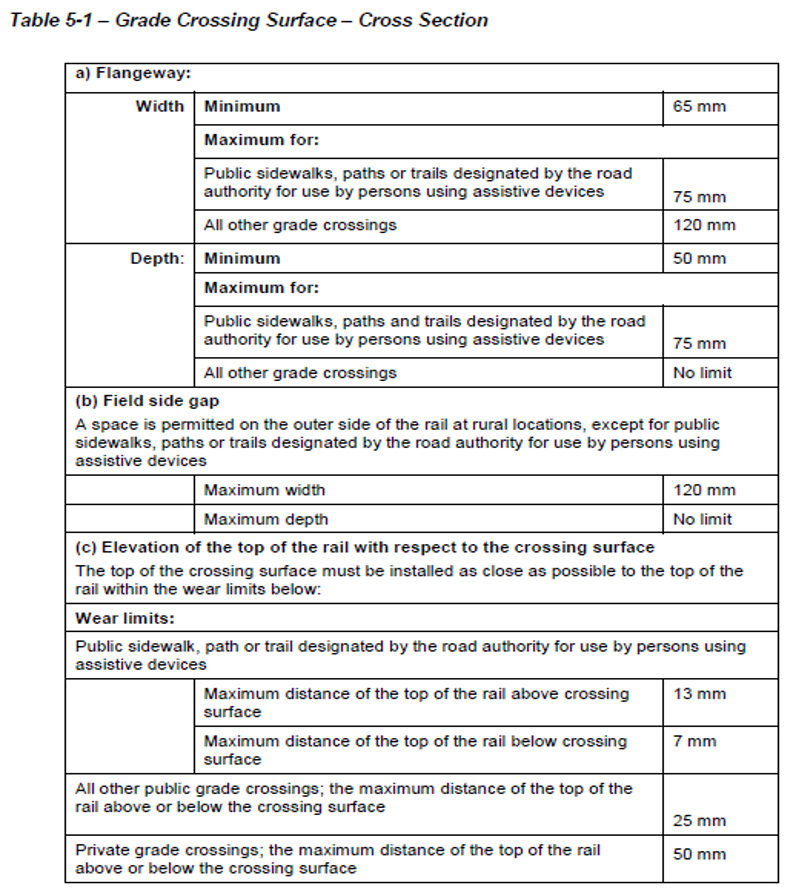 Table 5-1 – Grade Crossing Surface – Cross Section
a) Flangeway:
Width Minimum 65 mm
Maximum for:
Public sidewalks, paths or trails designated by the road
authority for use by persons using assistive devices 75 mm
All other grade crossings 120 mm
Depth: Minimum 50 mm
Maximum for:
Public sidewalks, paths and trails designated by the road
authority for use by persons using assistive devices 75 mm
All other grade crossings No limit
(b) Field side gap
A space is permitted on the outer side of the rail at rural locations, except for public
sidewalks, paths or trails designated by the road authority for use by persons using
assistive devices
Maximum width 120 mm
Maximum depth No limit
(c) Elevation of the top of the rail with respect to the crossing surface
The top of the crossing surface must be installed as close as possible to the top of the
rail within the wear limits below:
Wear limits:
Public sidewalk, path or trail designated by the road authority for use by persons using
assistive devices
Maximum distance of the top of the rail above crossing 13 mm
surface
Maximum distance of the top of the rail below crossing 7 mm
surface
All other public grade crossings; the maximum distance of the top of the
rail above or below the crossing surface
25 mm
Private grade crossings; the maximum distance of the top of the rail 50 mm
above or below the crossing surface